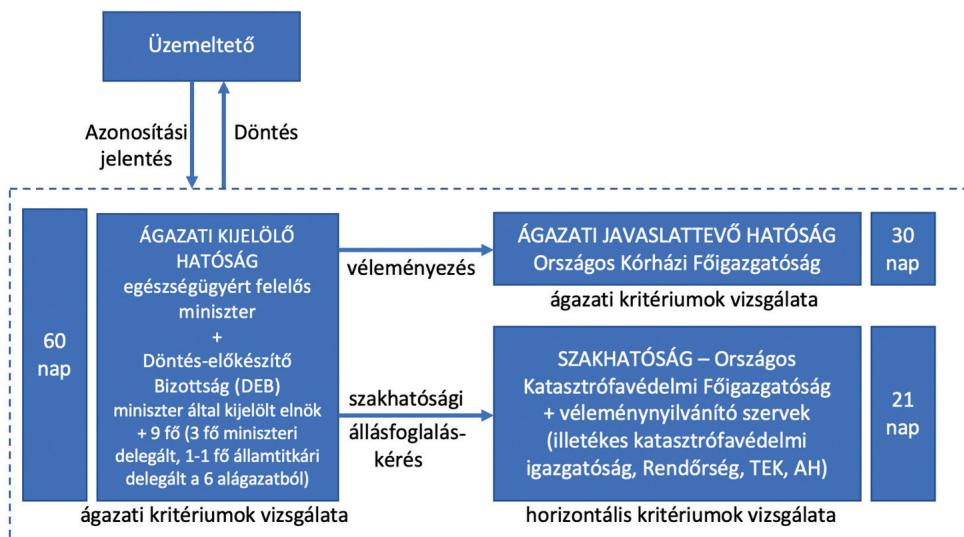 Üzemeltető
Azonosítási
jelentés
Döntés
60
nap
ÁGAZATI KIJELÖLŐ
HATÓSÁG
egészségügyért felelős
miniszter
+
Döntés-előkészítő
Bizottság (DEB)
miniszter által kijelölt elnök
+ 9 fő (3 fő miniszteri
delegált, 1-1 fő államtitkári
delegált a 6 alágazatból)
ágazati kritériumok vizsgálata
véleményezés
ÁGAZATI JAVASLATTEVŐ HATÓSÁG
Országos Kórházi Főigazgatóság
ágazati kritériumok vizsgálata
30
nap
szakhatósági
állásfoglalás-
kérés
SZAKHATÓSÁG – Országos
Katasztrófavédelmi Főigazgatóság
+ véleménynyilvánító szervek
(illetékes katasztrófavédelmi
igazgatóság, Rendőrség, TEK, AH)
horizontális kritériumok vizsgálata
21
nap